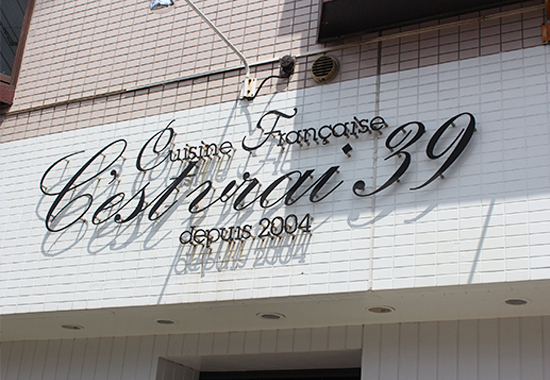 Cuisine Française
C'est vrai 39
depuis 2004